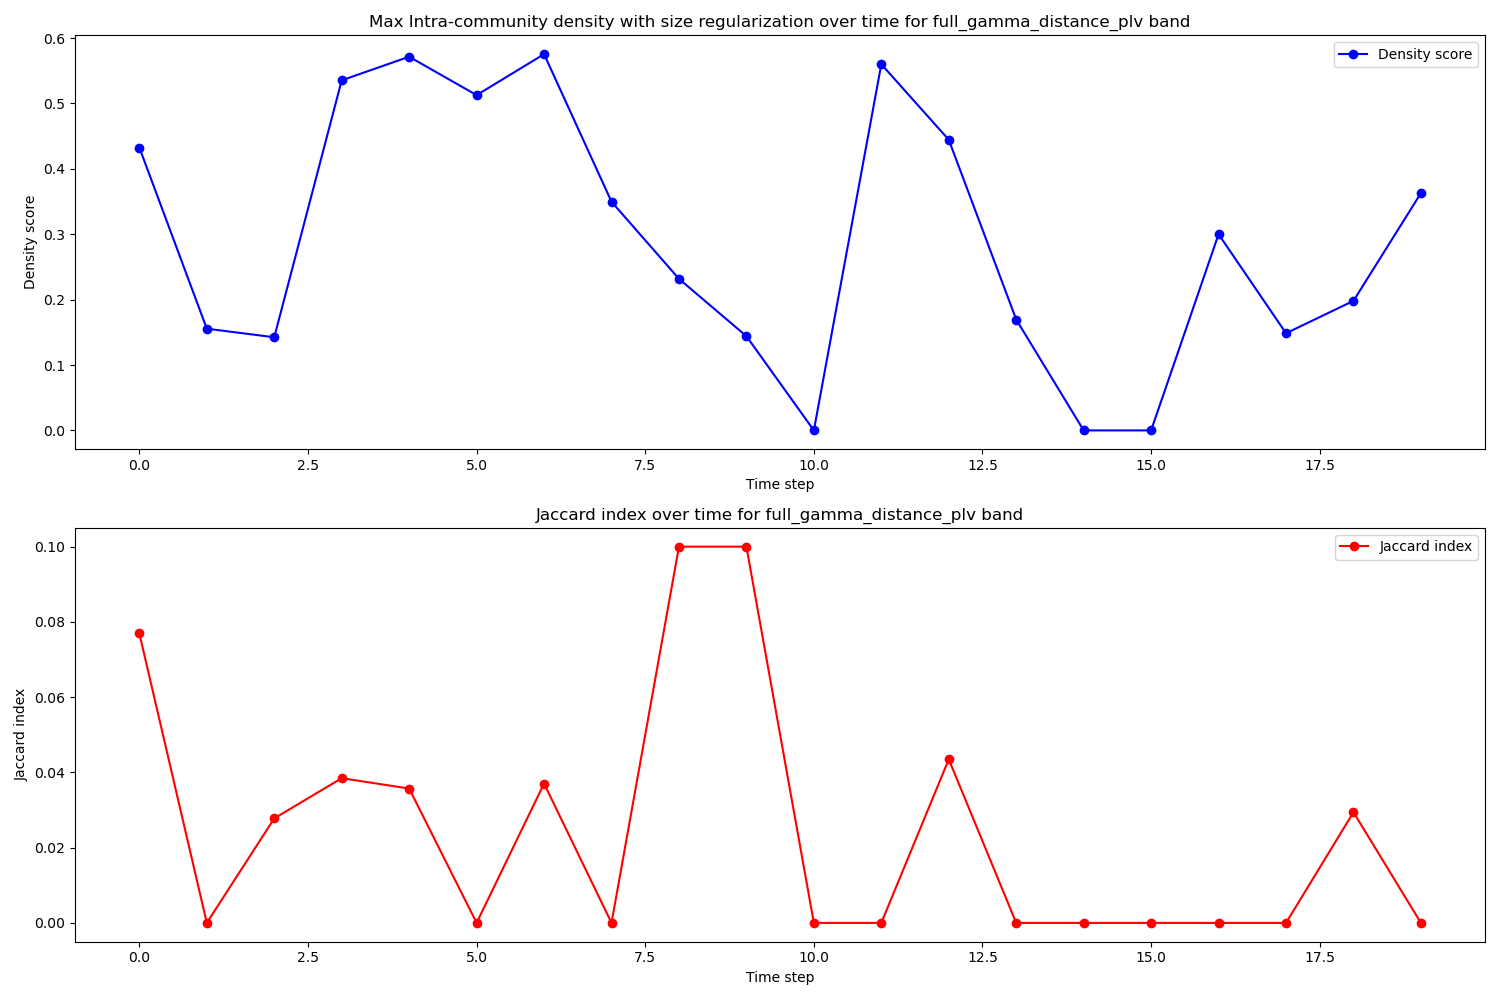 Max Intra-community density with size regularization over time for full_gamma_distance_plv band
Density score
0.6
0.5
0.4
0.3
0.2
0.1
0.0
Density score
0.0 2.5 5.0 7.5 10.0 12.5 15.0 17.5
Time step
Jaccard index over time for full_gamma_distance_plv band
Jaccard index
0.10
0.08
0.06
0.04
0.02
0.00
Jaccard index
0.0 2.5 5.0 7.5 10.0 12.5 15.0 17.5
Time step